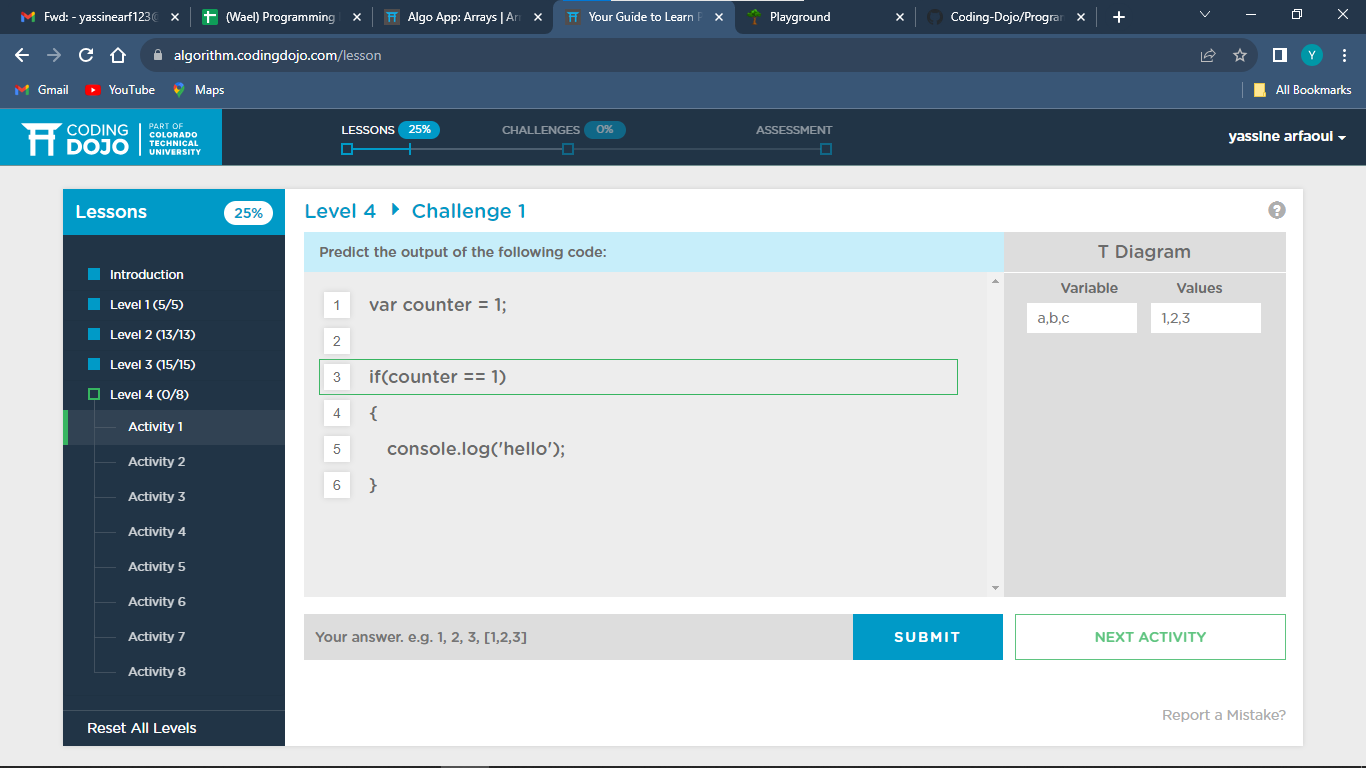 Fwd: - yassinearf123@
(Wael) Programming
Algo App: Arrays | Ar
Your Guide to Learn
Playground
Coding-Dojo/Progra
algorithm.codingdojo.com/lesson
Y
Gmail
YouTube
Maps
All Bookmarks
CODING DOJO
PART OF
COLORADO
TECHNICAL
UNIVERSITY
LESSONS 25%
CHALLENGES 0%
ASSESSMENT
yassine arfaoui
Lessons 25%
Introduction
Level 1 (5/5)
Level 2 (13/13)
Level 3 (15/15)
Level 4 (0/8)
Activity 1
Activity 2
Activity 3
Activity 4
Activity 5
Activity 6
Activity 7
Activity 8
Reset All Levels
Level 4 Challenge 1
?
Predict the output of the following code:
1 var counter = 1;
2
3 if(counter == 1)
4 {
5 console.log('hello');
6 }
T Diagram
Variable Values
a,b,c 1,2,3
Your answer. e.g. 1, 2, 3, [1,2,3]
SUBMIT
NEXT ACTIVITY
Report a Mistake?